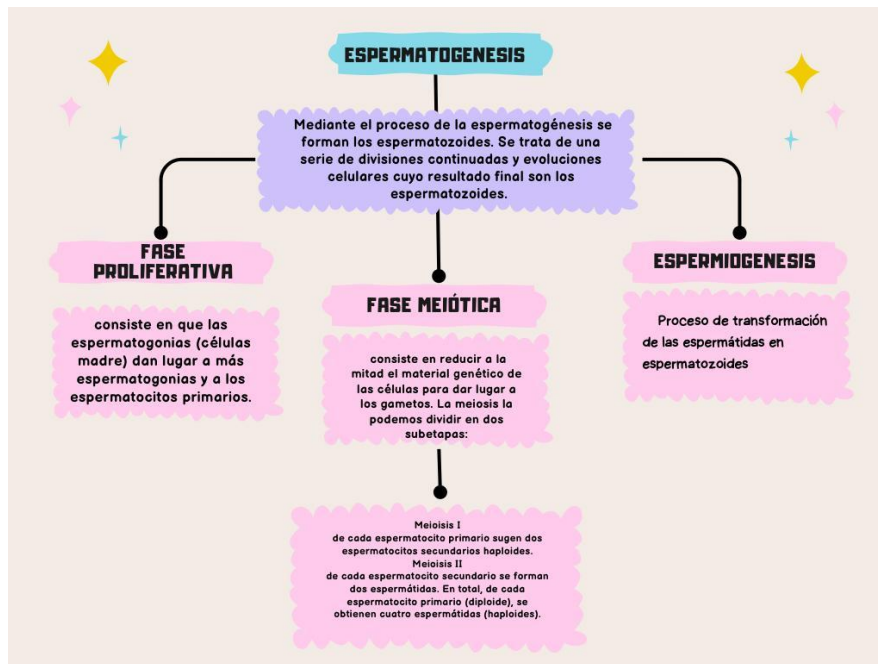 ESPERMATOGENESIS
Mediante el proceso de la espermatogénesis se
forman los espermatozoides. Se trata de una
serie de divisiones continuadas y evoluciones
celulares cuyo resultado final son los
espermatozoides.
FASE
PROLIFERATIVA
consiste en que las
espermatogonias (células
madre) dan lugar a más
espermatogonias y a los
espermatocitos primarios.
FASE MEIÓTICA
consiste en reducir a la
mitad el material genético de
las células para dar lugar a
los gametos. La meiosis la
podemos dividir en dos
subetapas:
Meioisis I
de cada espermatocito primario sugen dos
espermatocitos secundarios haploides.
Meioisis II
de cada espermatocito secundario se forman
dos espermátidas. En total, de cada
espermatocito primario (diploide), se
obtienen cuatro espermátidas (haploides).
ESPERMIOGENESIS
Proceso de transformación
de las espermátidas en
espermatozoides